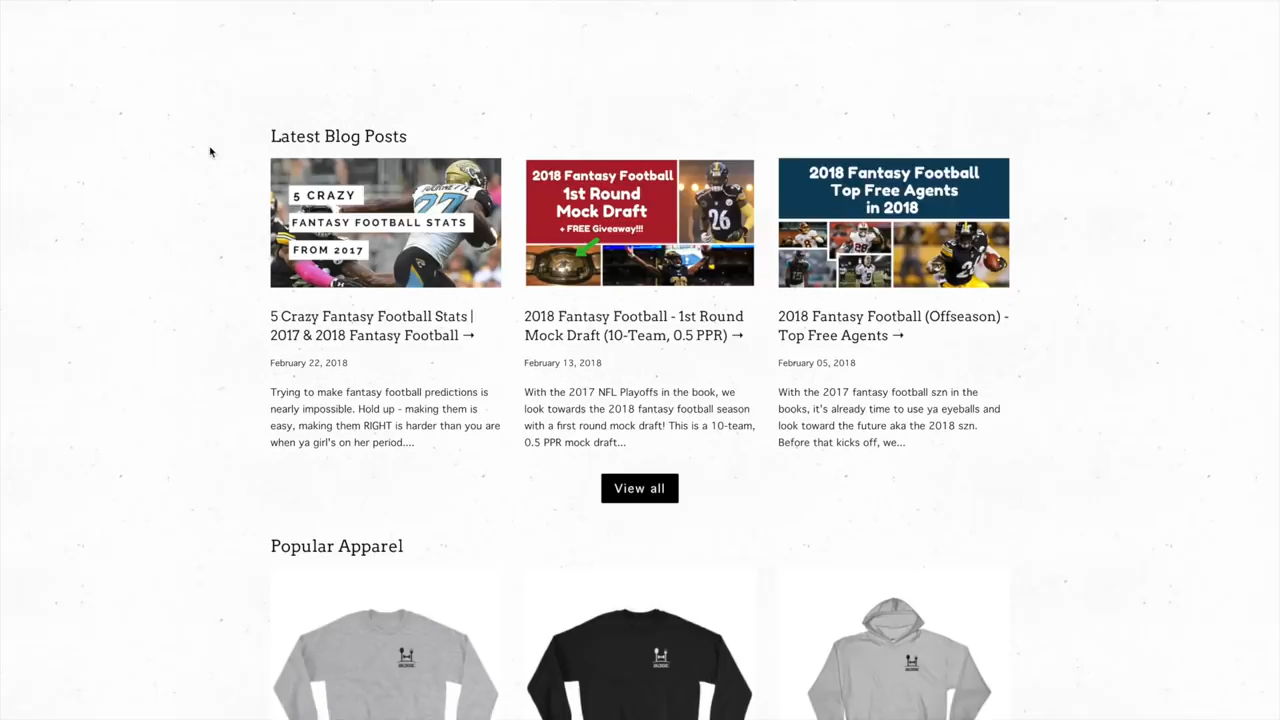 Latest Blog Posts
5 CRAZY
FANTASY FOOTBALL STATS
FROM 2017
27
2018 Fantasy Football
1st Round
Mock Draft
+ FREE Giveaway!!!
26
2018 Fantasy Football
Top Free Agents
in 2018
5 Crazy Fantasy Football Stats |
2017 & 2018 Fantasy Football →
February 22, 2018
Trying to make fantasy football predictions is
nearly impossible. Hold up - making them is
easy, making them RIGHT is harder than you are
when ya girl's on her period....
2018 Fantasy Football - 1st Round
Mock Draft (10-Team, 0.5 PPR) →
February 13, 2018
With the 2017 NFL Playoffs in the book, we
look towards the 2018 fantasy football season
with a first round mock draft! This is a 10-team,
0.5 PPR mock draft...
2018 Fantasy Football (Offseason) -
Top Free Agents →
February 05, 2018
With the 2017 fantasy football szn in the
books, it's already time to use ya eyeballs and
look toward the future aka the 2018 szn.
Before that kicks off, we...
View all
Popular Apparel